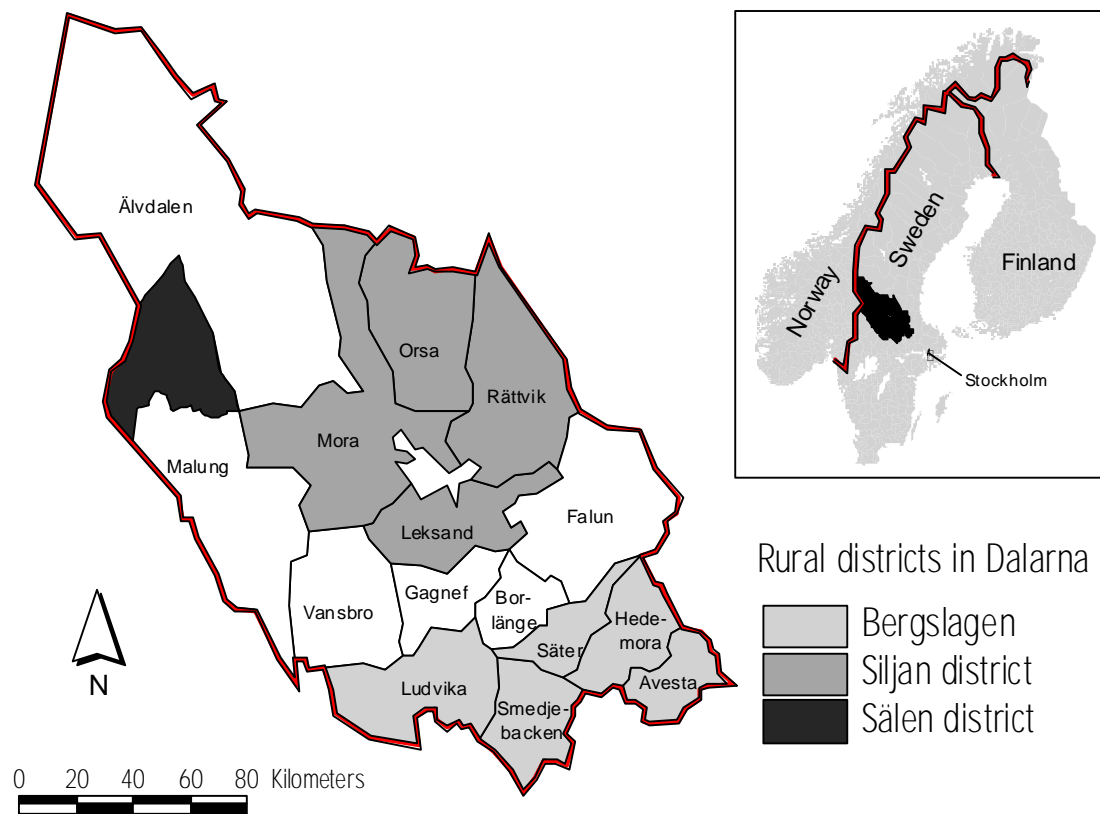 Älvdalen
Orsa
Rättvik
Mora
Malung
Leksand
Falun
Vansbro
Gagnef
Bor-
länge
Hede-
mora
Säter
Avesta
Ludvika
Smedje-
backen
N
0 20 40 60 80 Kilometers
Norway
Sweden
Finland
Stockholm
Rural districts in Dalarna
Bergslagen
Siljan district
Sälen district